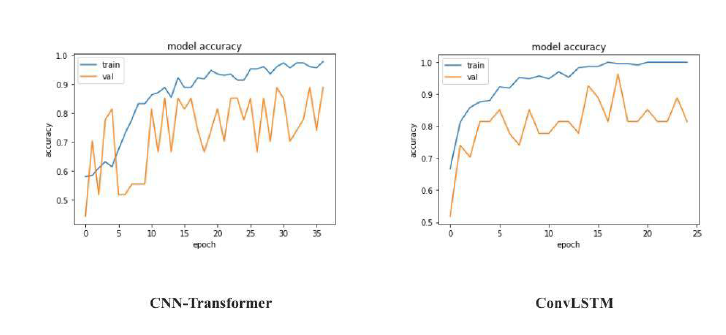 model accuracy
train
val
1.0
0.9
0.8
0.7
0.6
0.5
accuracy
0 5 10 15 20 25 30 35
epoch
CNN-Transformer
model accuracy
train
val
1.0
0.9
0.8
0.7
0.6
0.5
accuracy
0 5 10 15 20 25
epoch
ConvLSTM